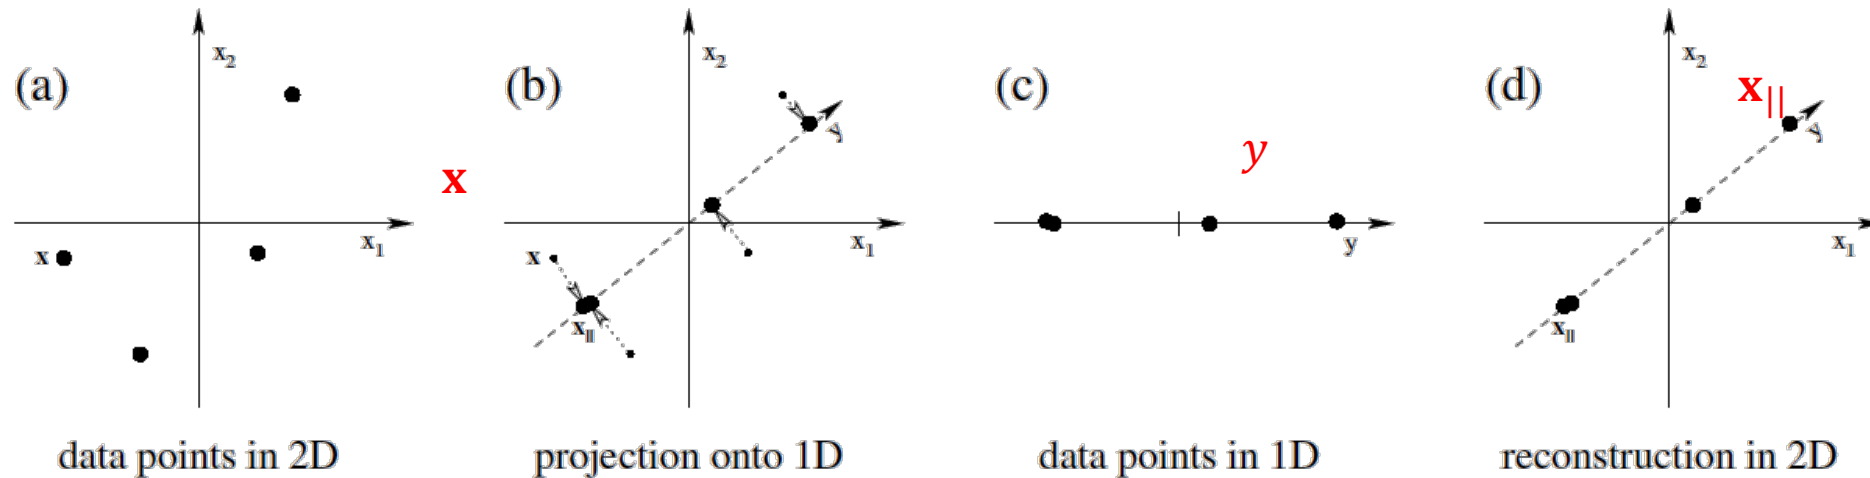 (a)
x₂
x₁
x
data points in 2D
x
(b)
x₂
x₁
y
x
x||
projection onto 1D
(c)
y
y
data points in 1D
(d)
x₂
x||
y
x₁
x||
reconstruction in 2D